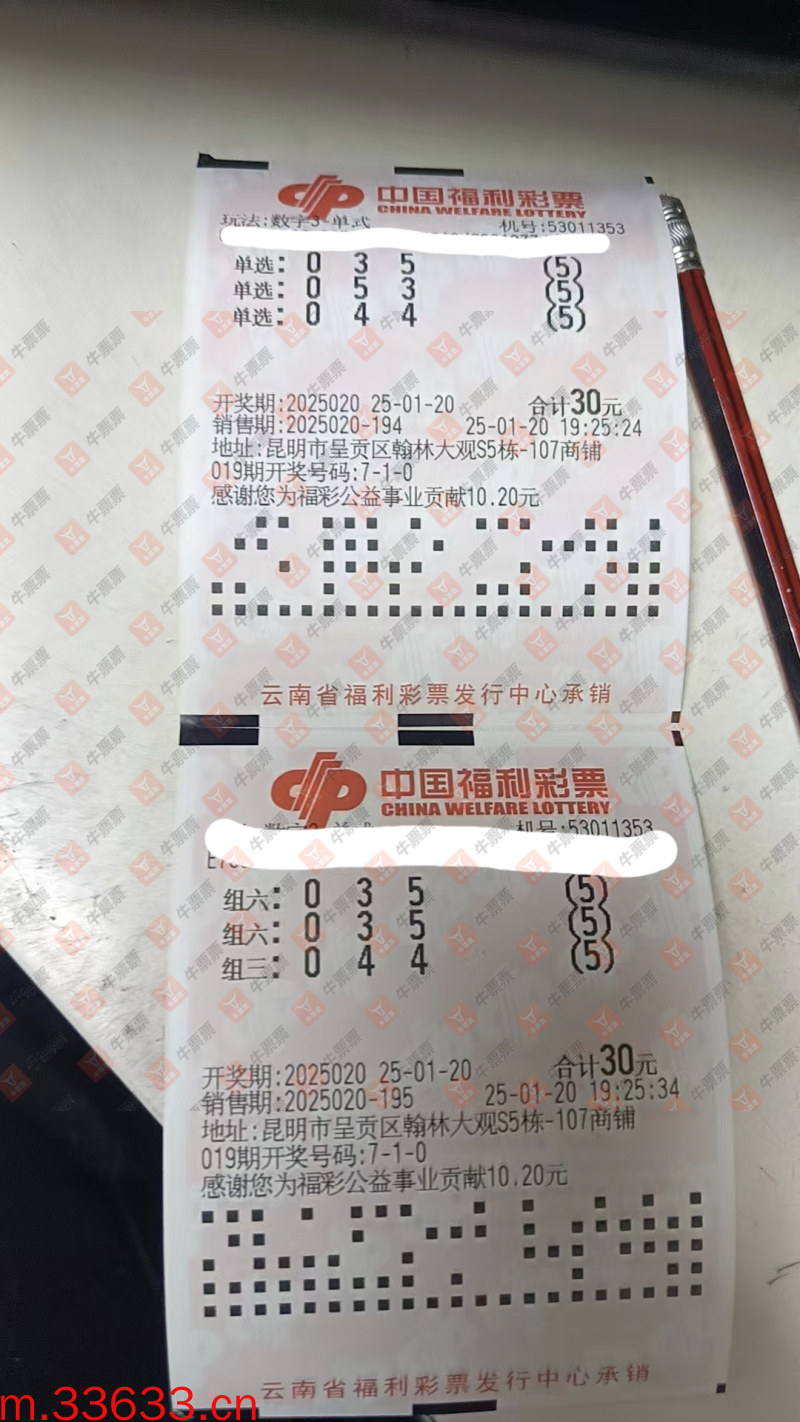 中国福利彩票
CHINA WELFARE LOTTERY
玩法:数字3-单式 机号:53011353
单选: 0 3 5 (5)
单选: 0 5 3 (5)
单选: 0 4 4 (5)
开奖期:2025020 25-01-20 合计30元
销售期:2025020-194 25-01-20 19:25:24
地址:昆明市呈贡区翰林大观S5栋-107商铺
019期开奖号码:7-1-0
感谢您为福彩公益事业贡献10.20元
云南省福利彩票发行中心承销
中国福利彩票
CHINA WELFARE LOTTERY
机号:53011353
组六: 0 3 5 (5)
组六: 0 3 5 (5)
组三: 0 4 4 (5)
开奖期:2025020 25-01-20 合计30元
销售期:2025020-195 25-01-20 19:25:34
地址:昆明市呈贡区翰林大观S5栋-107商铺
019期开奖号码:7-1-0
感谢您为福彩公益事业贡献10.20元
云南省福利彩票发行中心承销
牛票票
m.33633.cn